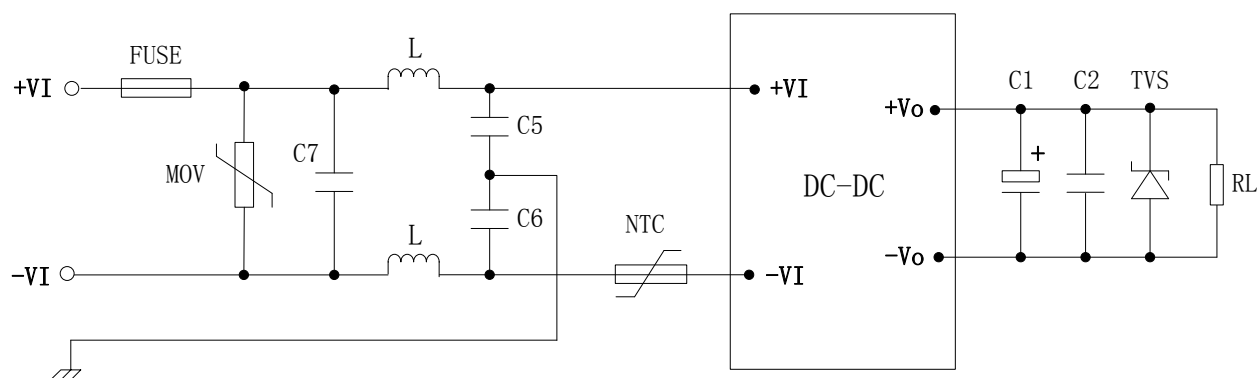 FUSE
L
+VI
MOV
C7
C5
C6
L
-VI
NTC
+VI
-VI
DC-DC
+Vo
-Vo
C1
C2
TVS
+
RL